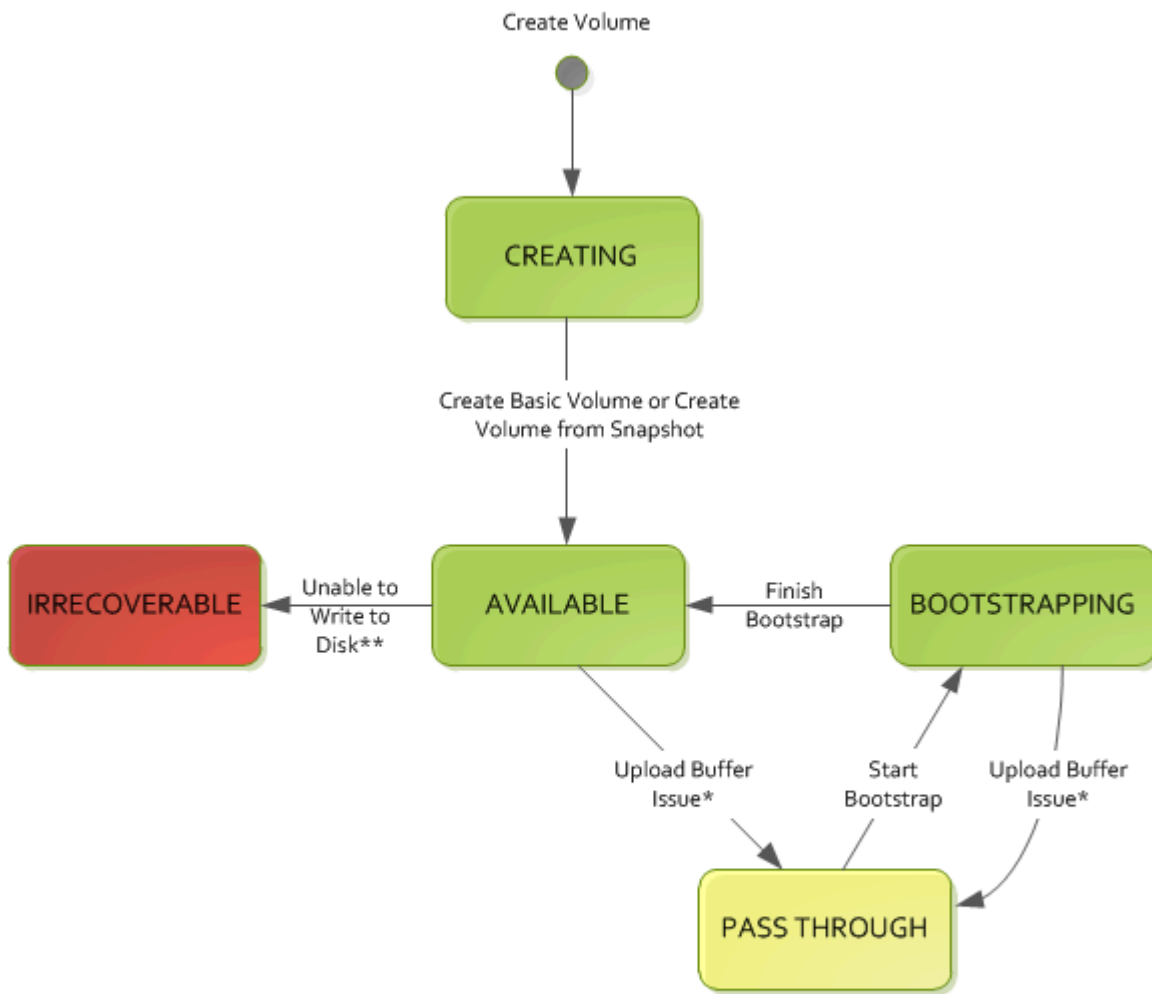 Create Volume
CREATING
Create Basic Volume or Create
Volume from Snapshot
IRRECOVERABLE
Unable to
Write to
Disk**
AVAILABLE
Finish
Bootstrap
BOOTSTRAPPING
Upload Buffer
Issue*
Start
Bootstrap
Upload Buffer
Issue*
PASS THROUGH